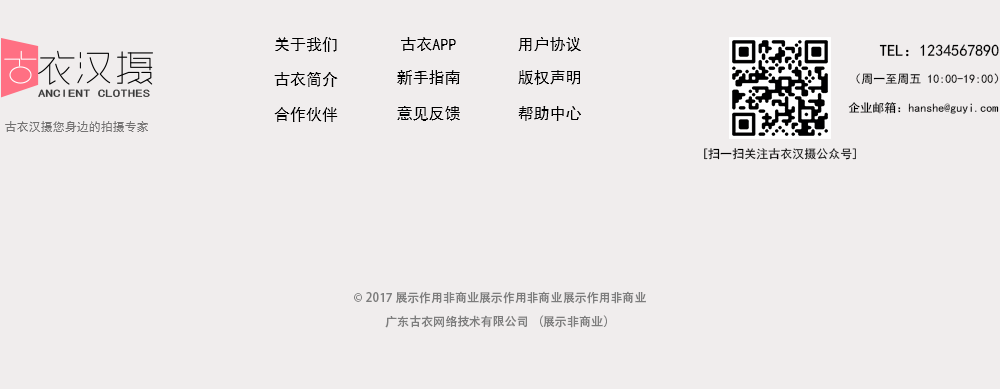 古衣汉摄
ANCIENT CLOTHES
古衣汉摄您身边的拍摄专家
关于我们
古衣简介
合作伙伴
古衣APP
新手指南
意见反馈
用户协议
版权声明
帮助中心
[扫一扫关注古衣汉摄公众号]
TEL: 1234567890
(周一至周五 10:00-19:00)
企业邮箱: hanshe@guyi.com
© 2017 展示作用非商业展示作用非商业展示作用非商业
广东古衣网络技术有限公司 (展示非商业)